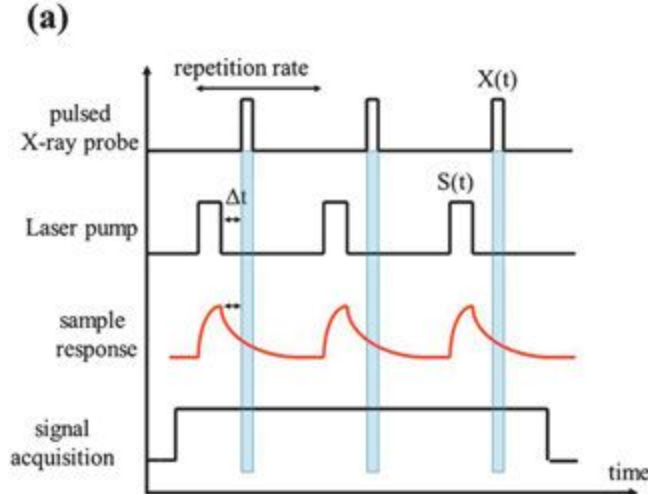 (a)
repetition rate
X(t)
pulsed
X-ray probe
S(t)
Δt
Laser pump
sample
response
signal
acquisition
time